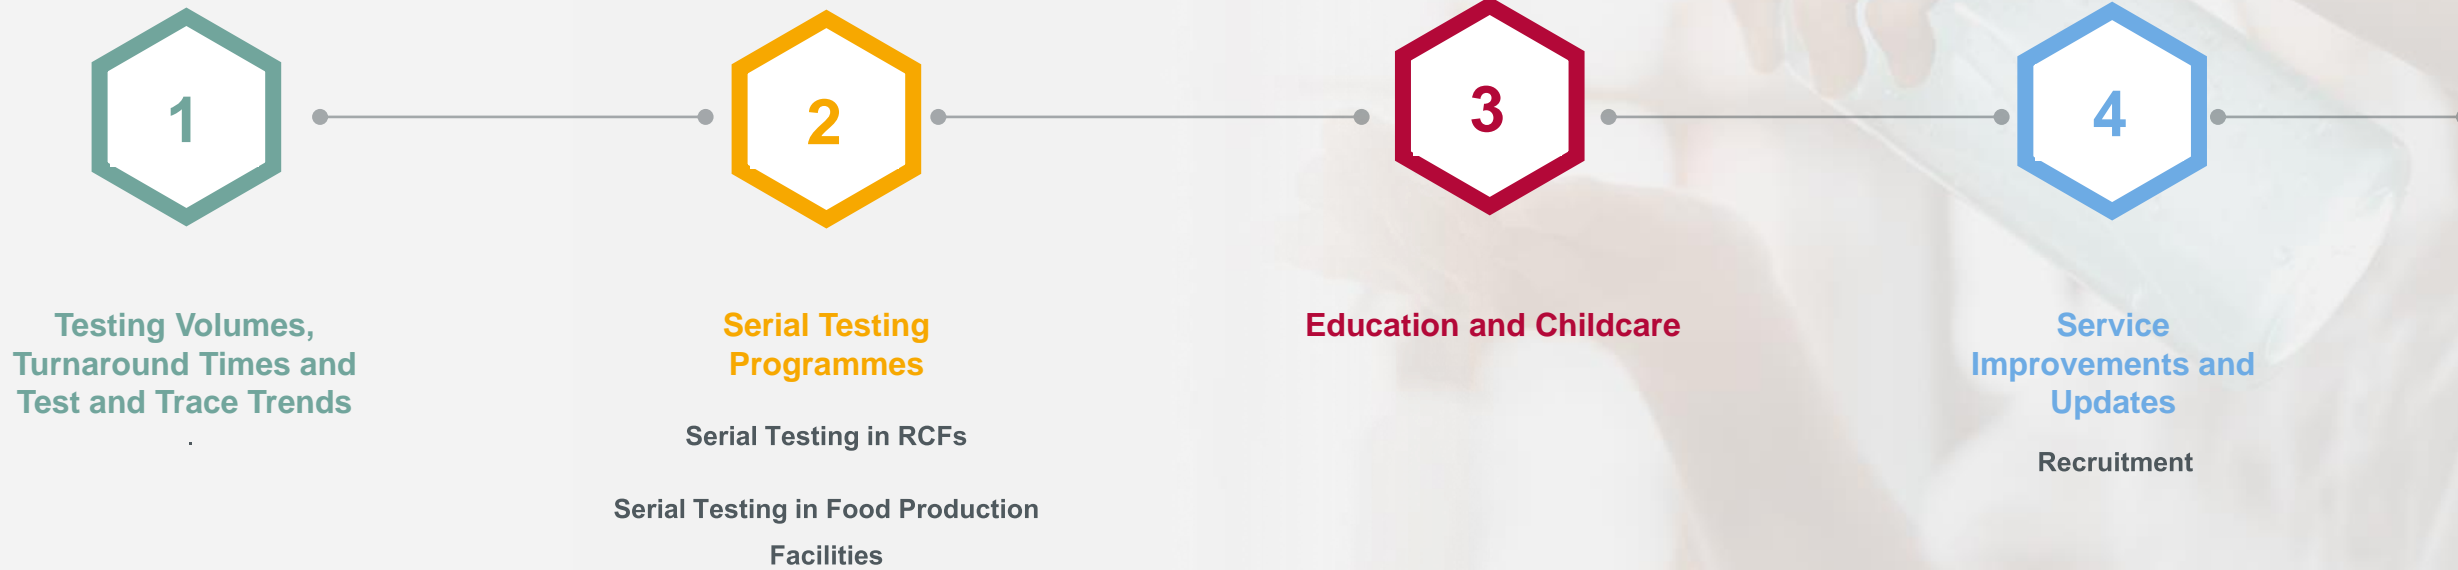 1
2
3
4
Testing Volumes,
Turnaround Times and
Test and Trace Trends
.
Serial Testing
Programmes
Serial Testing in RCFs
Serial Testing in Food Production
Facilities
Education and Childcare
Service
Improvements and
Updates
Recruitment